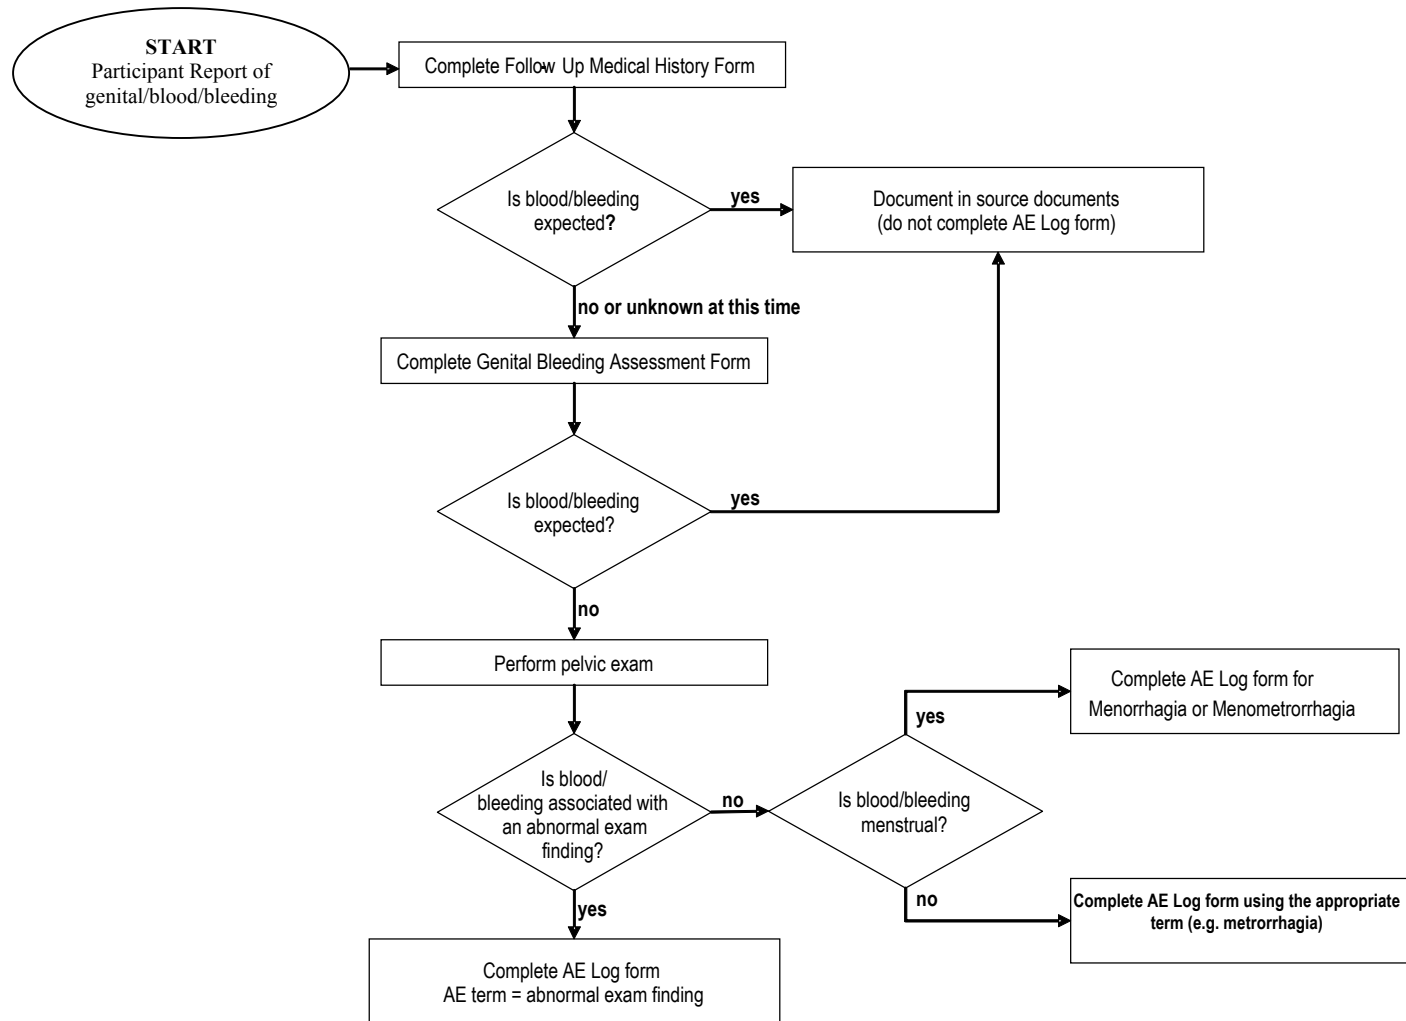 START
Participant Report of
genital/blood/bleeding
Complete Follow-Up Medical History Form
Is blood/bleeding
expected?
yes
Document in source documents
(do not complete AE Log form)
no or unknown at this time
Complete Genital Bleeding Assessment Form
Is blood/bleeding
expected?
yes
no
Perform pelvic exam
Is blood/
bleeding associated with
an abnormal exam
finding?
no
Is blood/bleeding
menstrual?
yes
Complete AE Log form for
Menorrhagia or Menometrorrhagia
no
Complete AE Log form using the appropriate
term (e.g. metrorrhagia)
yes
Complete AE Log form
AE term = abnormal exam finding